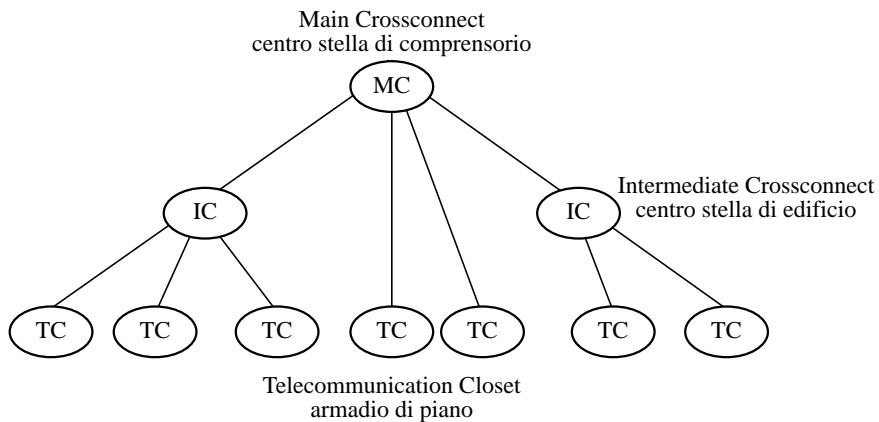 Main Crossconnect
centro stella di comprensorio
MC
IC
IC
Intermediate Crossconnect
centro stella di edificio
TC
TC
TC
TC
TC
TC
TC
Telecommunication Closet
armadio di piano